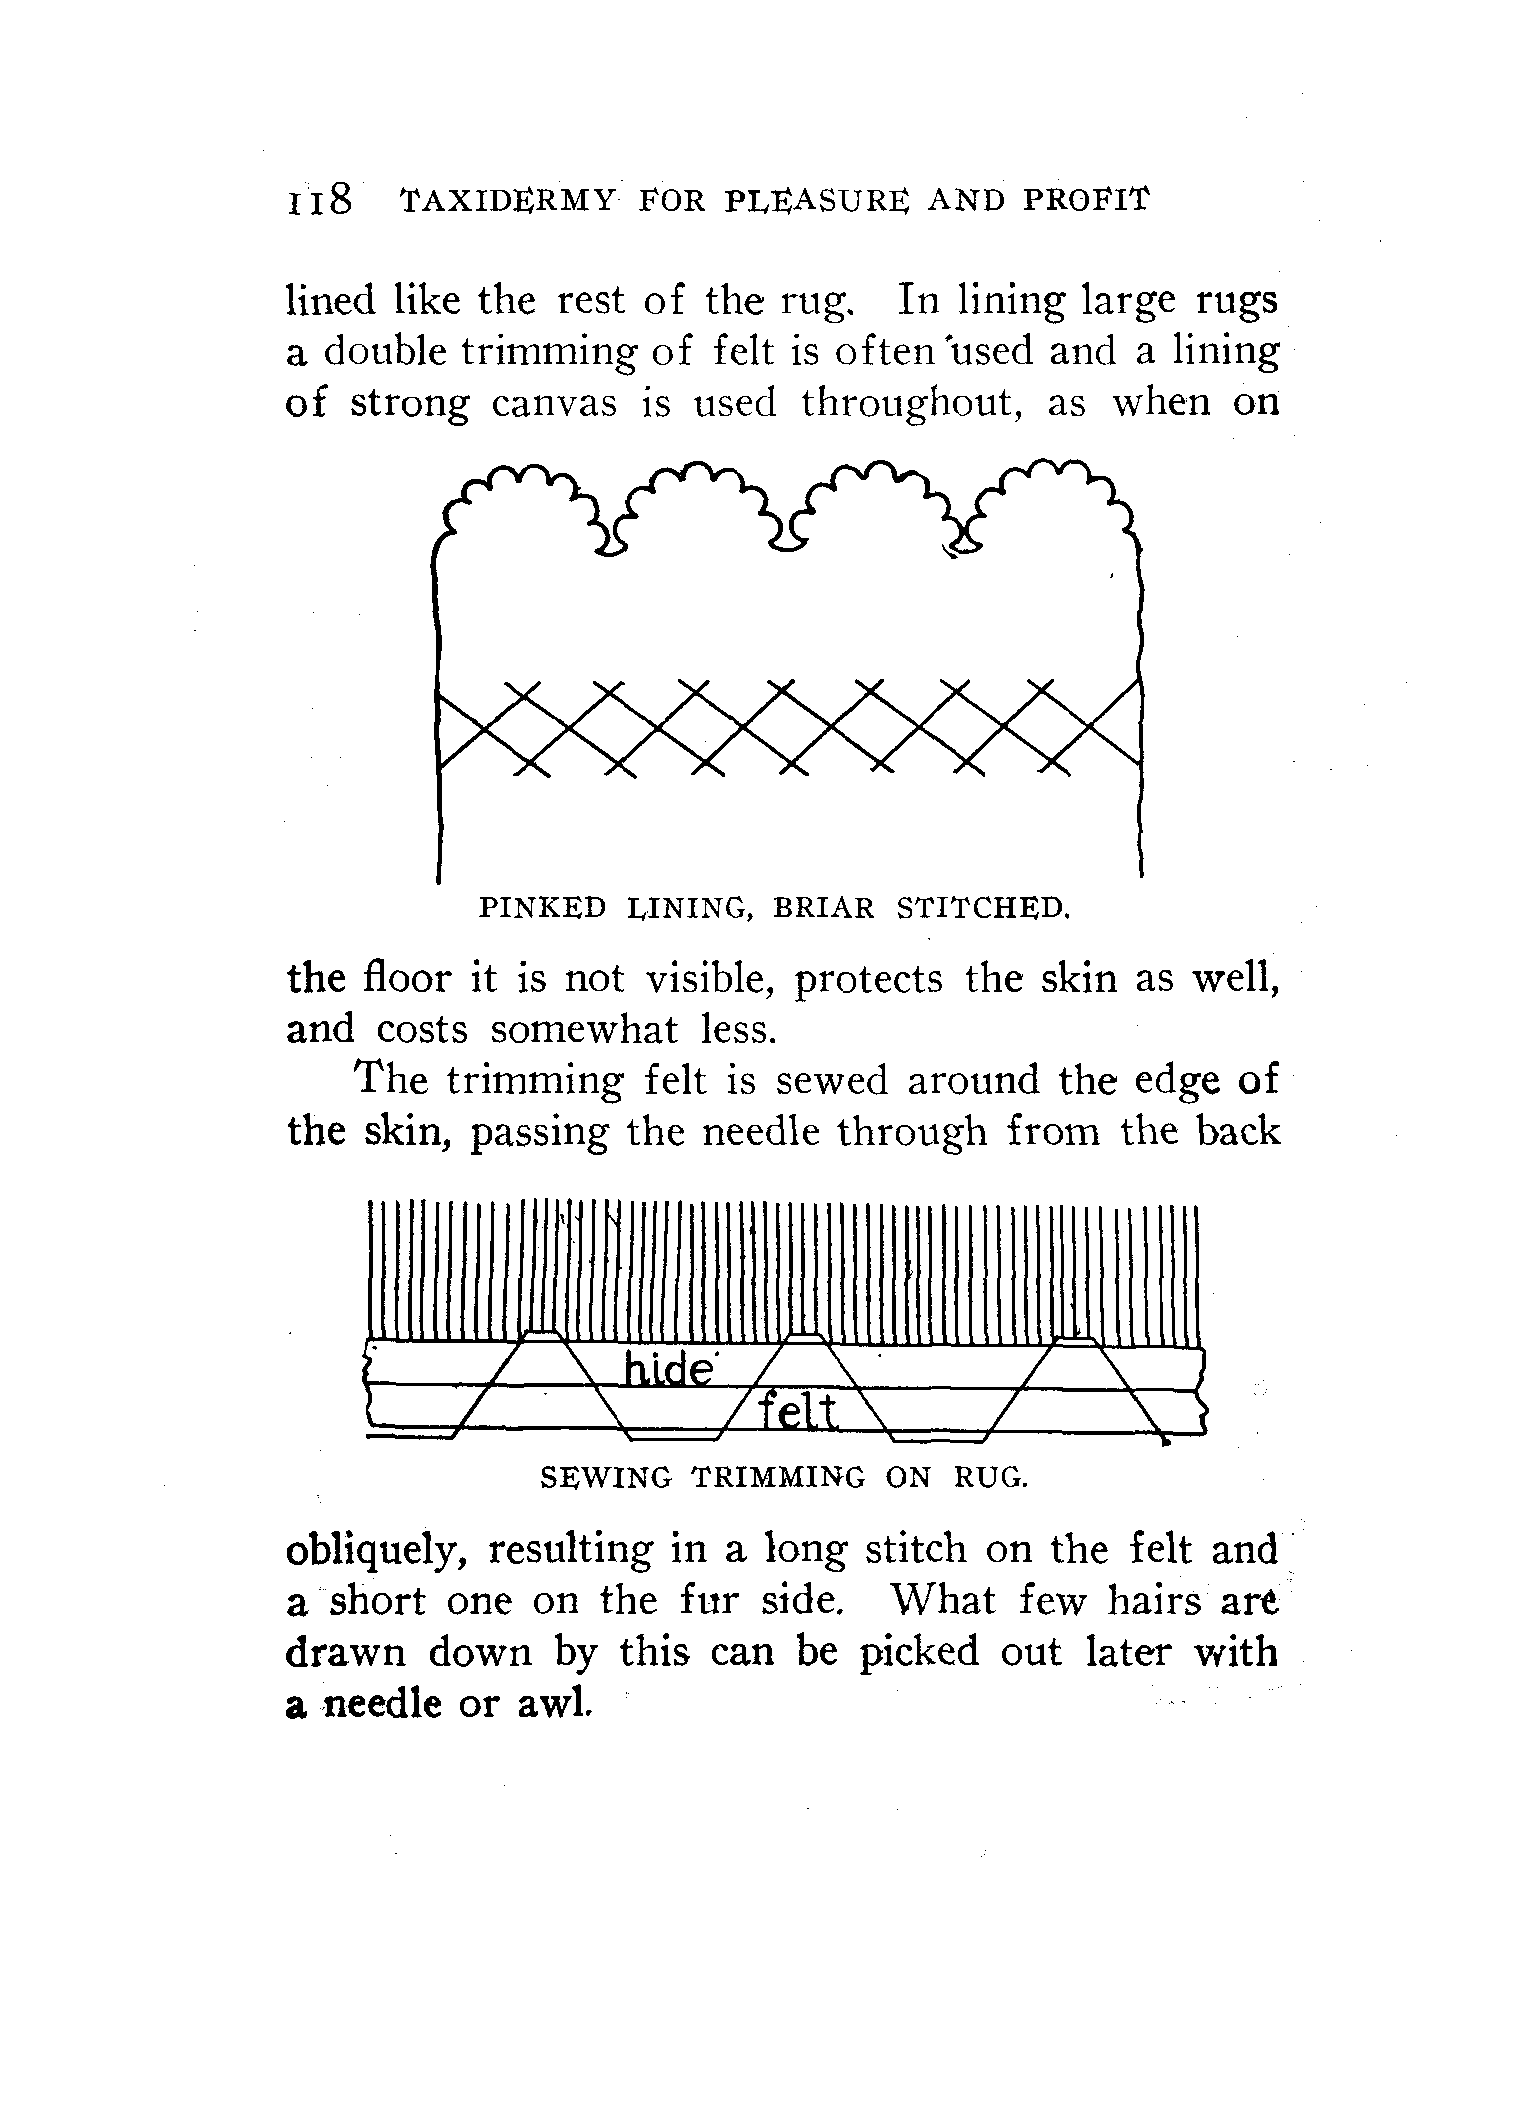 118 TAXIDERMY FOR PLEASURE AND PROFIT
lined like the rest of the rug. In lining large rugs
a double trimming of felt is often used and a lining
of strong canvas is used throughout, as when on
PINKED LINING, BRIAR STITCHED.
the floor it is not visible, protects the skin as well,
and costs somewhat less.
The trimming felt is sewed around the edge of
the skin, passing the needle through from the back
hide
felt
SEWING TRIMMING ON RUG.
obliquely, resulting in a long stitch on the felt and
a short one on the fur side. What few hairs are
drawn down by this can be picked out later with
a needle or awl.